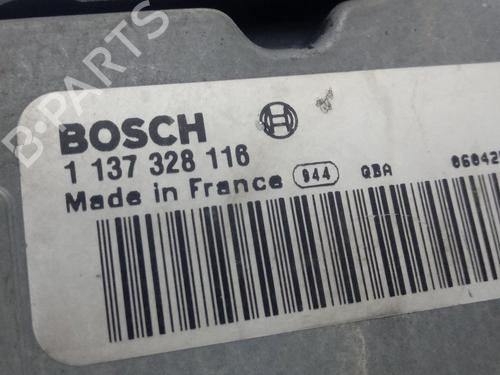 B-PARTS
BOSCH
1 137 328 116
Made in France 944 QBA